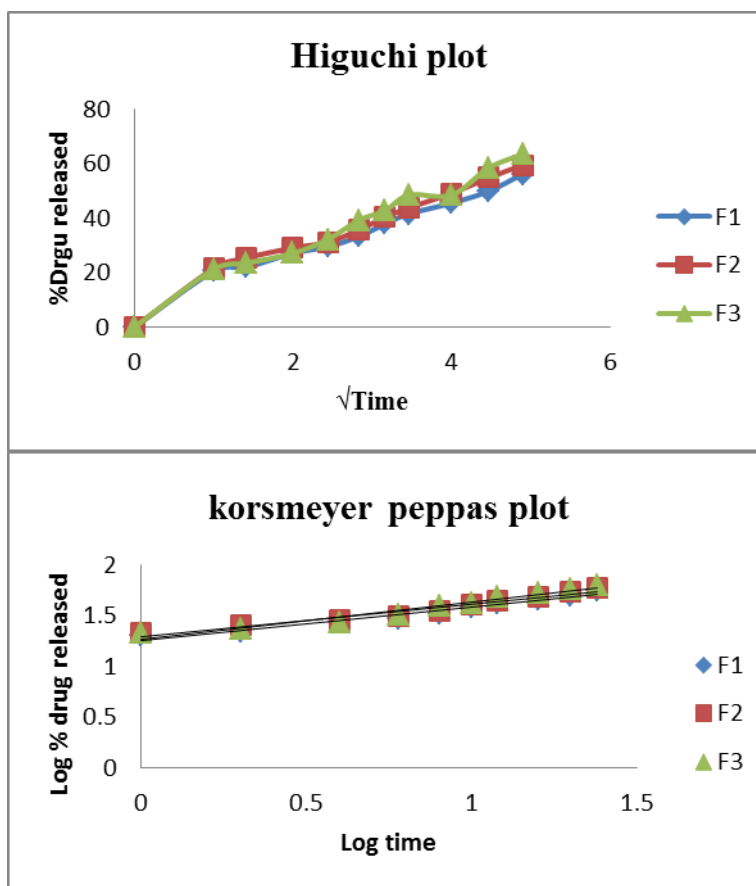 Higuchi plot
80
60
40
20
0
%Drgu released
0 2 4 6
√Time
F1
F2
F3
korsmeyer peppas plot
2
1.5
1
0.5
0
Log % drug released
0 0.5 1 1.5
Log time
F1
F2
F3